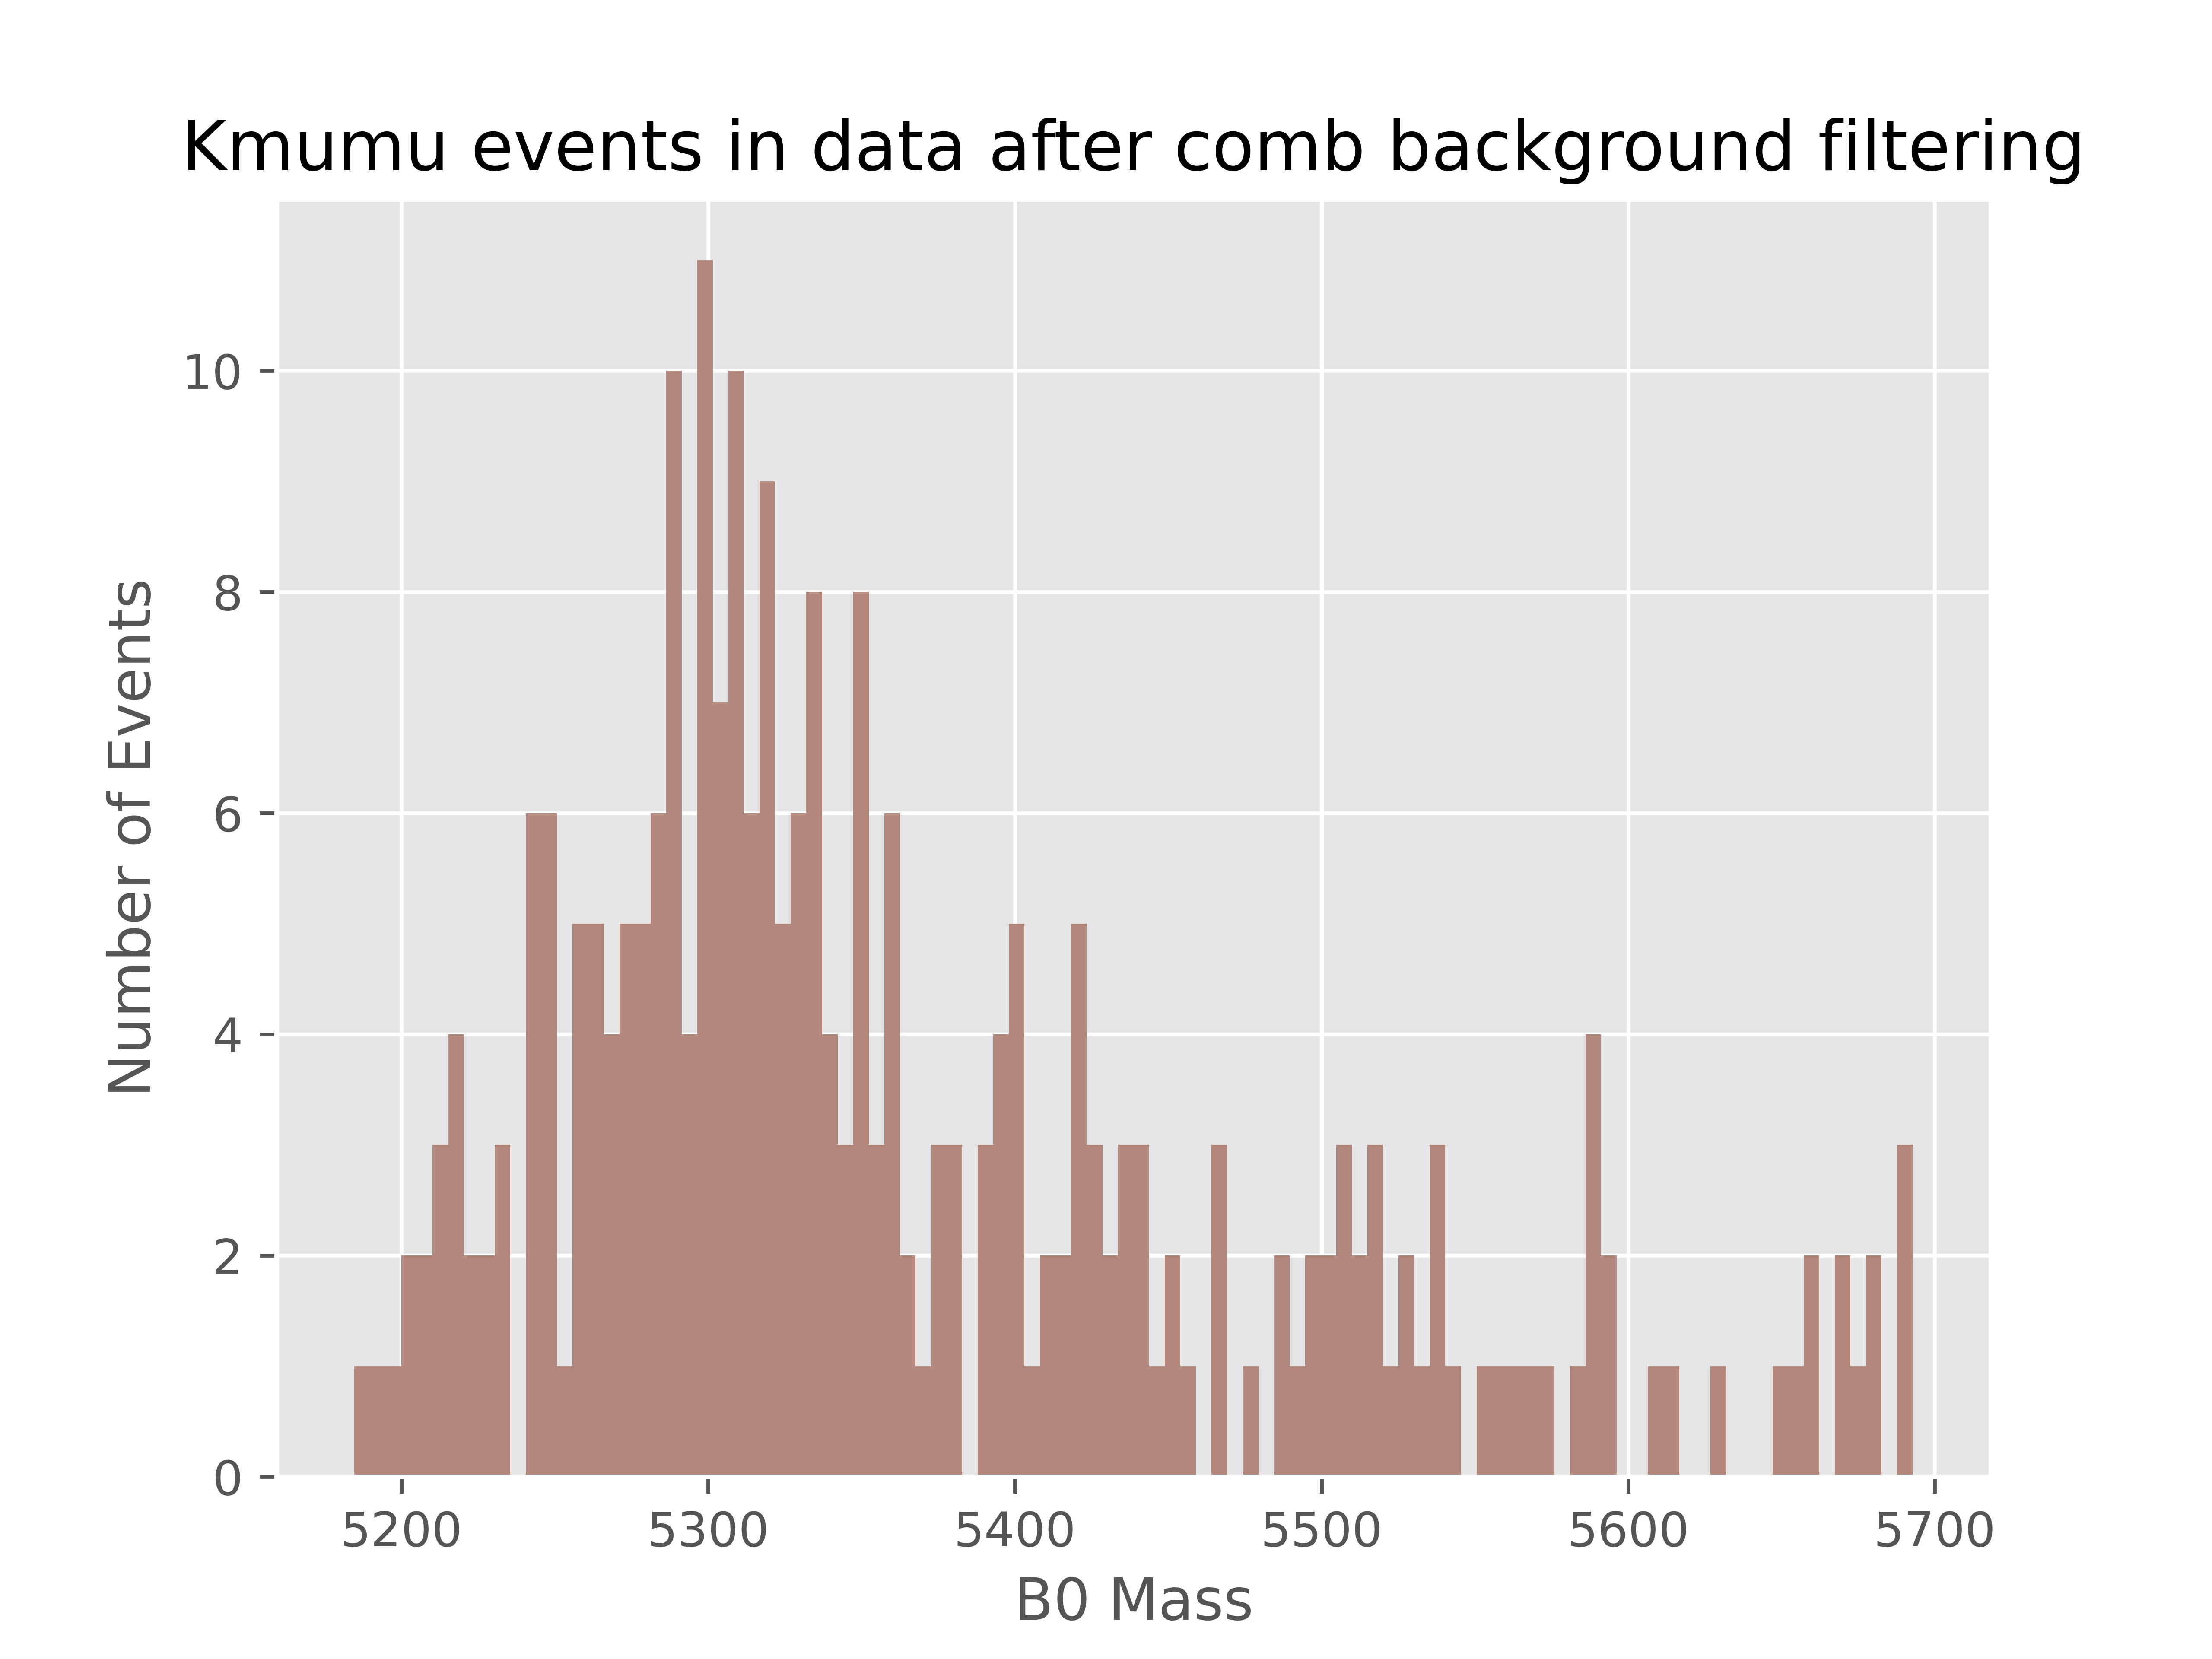 Kmumu events in data after comb background filtering
Number of Events
10
8
6
4
2
0
5200 5300 5400 5500 5600 5700
B0 Mass